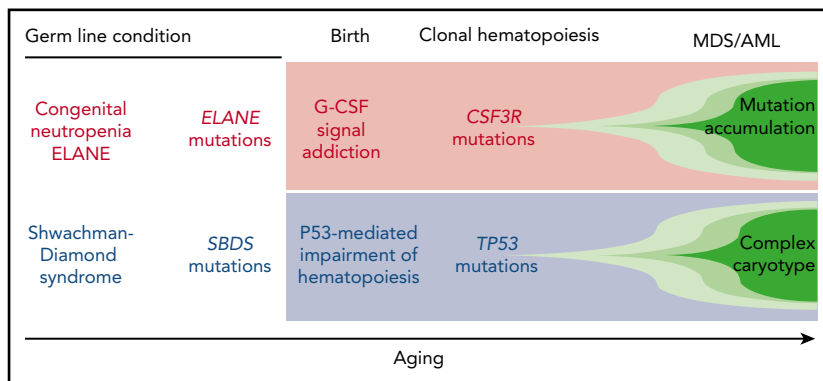 Germ line condition
Birth
Clonal hematopoiesis
MDS/AML
Congenital
neutropenia
ELANE
ELANE
mutations
G-CSF
signal
addiction
CSF3R
mutations
Mutation
accumulation
Shwachman-
Diamond
syndrome
SBDS
mutations
P53-mediated
impairment of
hematopoiesis
TP53
mutations
Complex
caryotype
Aging